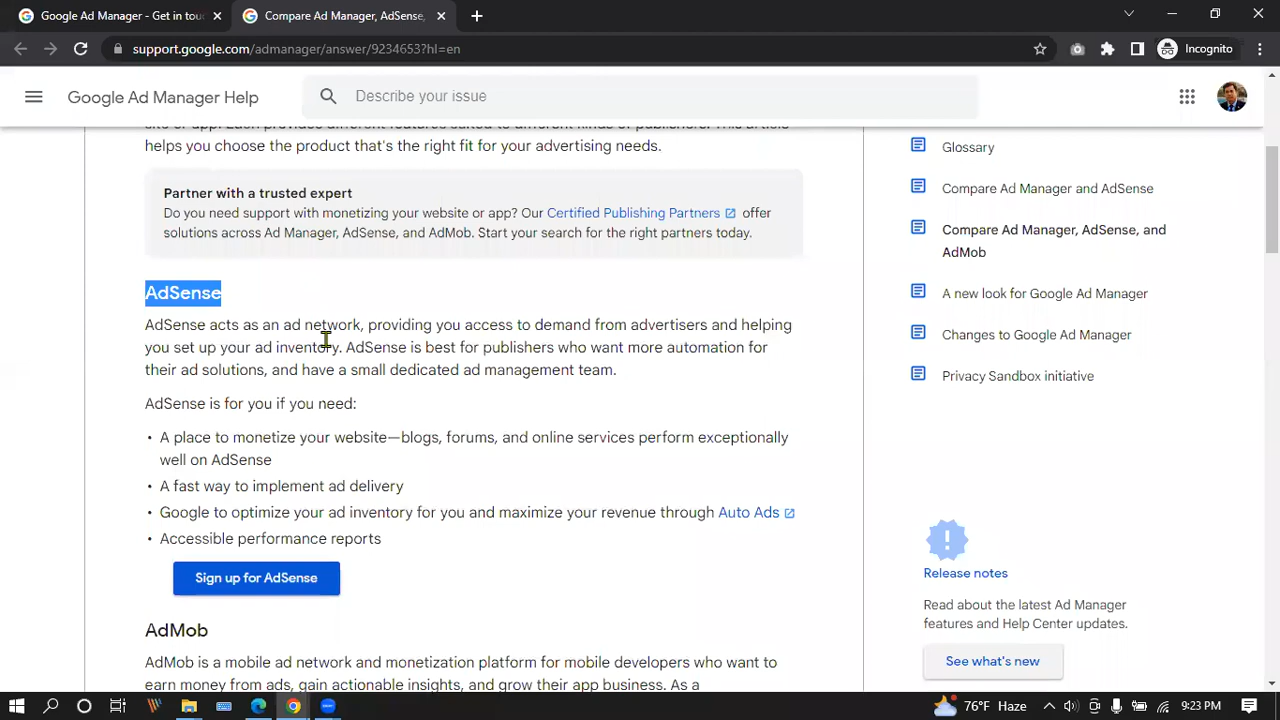 Google Ad Manager - Get in touc
Compare Ad Manager, AdSense,
support.google.com/admanager/answer/9234653?hl=en
Incognito
Google Ad Manager Help
Describe your issue
helps you choose the product that's the right fit for your advertising needs.
Partner with a trusted expert
Do you need support with monetizing your website or app? Our Certified Publishing Partners offer
solutions across Ad Manager, AdSense, and AdMob. Start your search for the right partners today.
AdSense
AdSense acts as an ad network, providing you access to demand from advertisers and helping
you set up your ad inventory. AdSense is best for publishers who want more automation for
their ad solutions, and have a small dedicated ad management team.
AdSense is for you if you need:
• A place to monetize your website—blogs, forums, and online services perform exceptionally
well on AdSense
• A fast way to implement ad delivery
• Google to optimize your ad inventory for you and maximize your revenue through Auto Ads
• Accessible performance reports
Sign up for AdSense
AdMob
AdMob is a mobile ad network and monetization platform for mobile developers who want to
earn money from ads, gain actionable insights, and grow their app business. As a
Glossary
Compare Ad Manager and AdSense
Compare Ad Manager, AdSense, and
AdMob
A new look for Google Ad Manager
Changes to Ad Manager
Privacy Sandbox initiative
Release notes
Read about the latest Ad Manager
features and Help Center updates.
See what's new
76°F Haze
9:23 PM